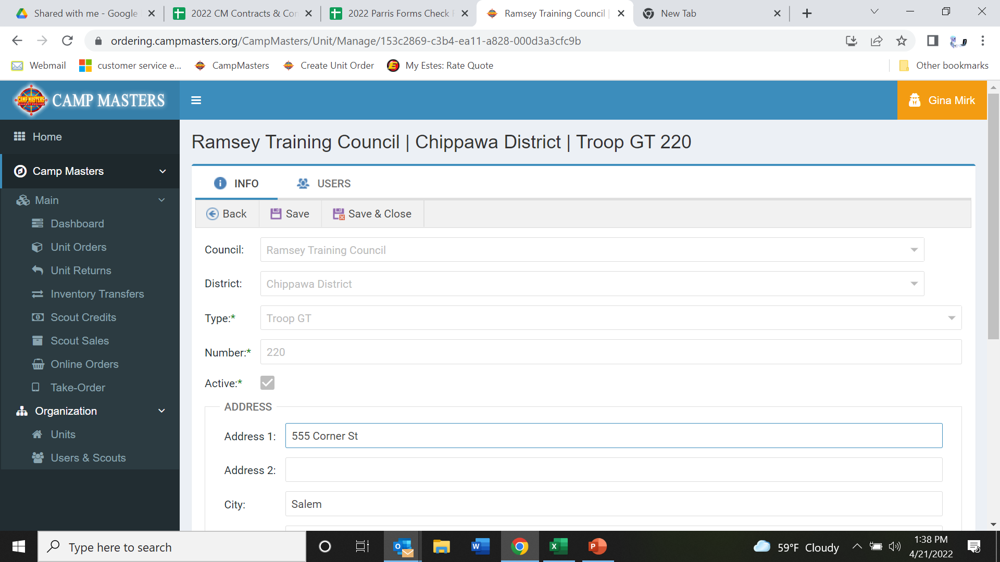 Shared with me - Google
2022 CM Contracts & Con
2022 Parris Forms Check
Ramsey Training Council |
New Tab
ordering.campmasters.org/CampMasters/Unit/Manage/153c2869-c3b4-ea11-a828-000d3a3cfc9b
Webmail
customer service e...
CampMasters
Create Unit Order
My Estes: Rate Quote
Other bookmarks
CAMP MASTERS
CAMP MASTERS
Gina Mirk
Home
Camp Masters
Main
Dashboard
Unit Orders
Unit Returns
Inventory Transfers
Scout Credits
Scout Sales
Online Orders
Take-Order
Organization
Units
Users & Scouts
Ramsey Training Council | Chippawa District | Troop GT 220
INFO
USERS
Back
Save
Save & Close
Council: Ramsey Training Council
District: Chippawa District
Type:* Troop GT
Number:* 220
Active:*
ADDRESS
Address 1: 555 Corner St
Address 2:
City: Salem
Type here to search
59°F Cloudy
1:38 PM
4/21/2022